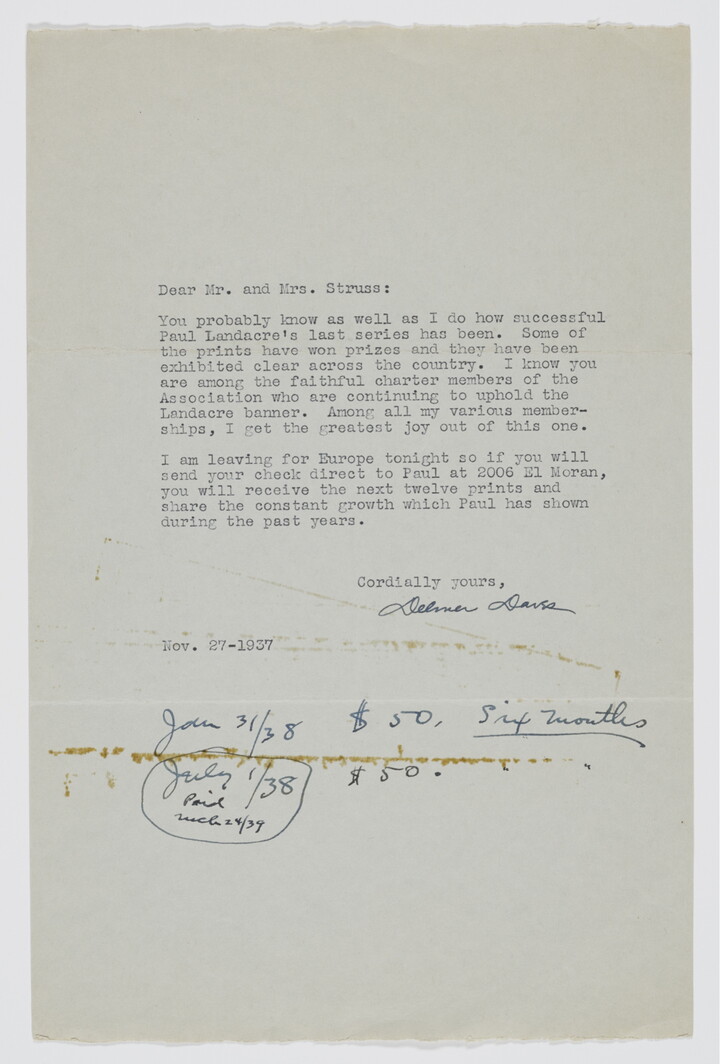 Dear Mr. and Mrs. Struss:
You probably know as well as I do how successful
Paul Landacre's last series has been.  Some of
the prints have won prizes and they have been
exhibited clear across the country.  I know you
are among the faithful charter members of the
Association who are continuing to uphold the
Landacre banner.  Among all my various member-
ships, I get the greatest joy out of this one.
I am leaving for Europe tonight so if you will
send your check direct to Paul at 2006 El Moran,
you will receive the next twelve prints and
share the constant growth which Paul has shown
during the past years.
Cordially yours,
Delmer Daves
Nov. 27-1937
Jan 31/38 $50. Six months
July 1/38 $50. " "
Paid
Mch 24/39